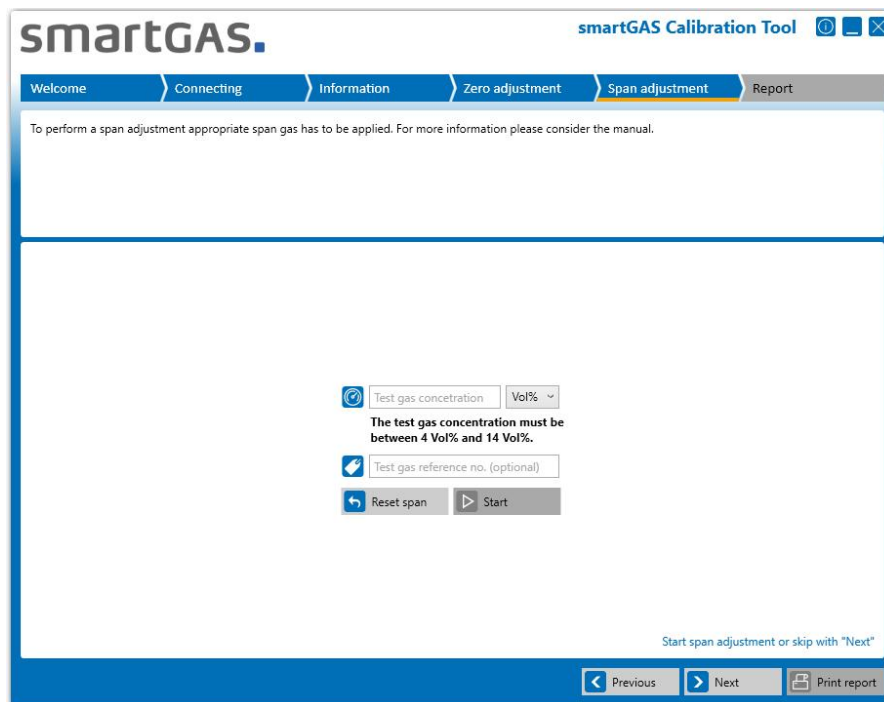 smartGAS.
smartGAS Calibration Tool
Welcome
Connecting
Information
Zero adjustment
Span adjustment
Report
To perform a span adjustment appropriate span gas has to be applied. For more information please consider the manual.
Test gas concetration
Vol%
The test gas concentration must be
between 4 Vol% and 14 Vol%.
Test gas reference no. (optional)
Reset span
Start
Start span adjustment or skip with "Next"
Previous
Next
Print report